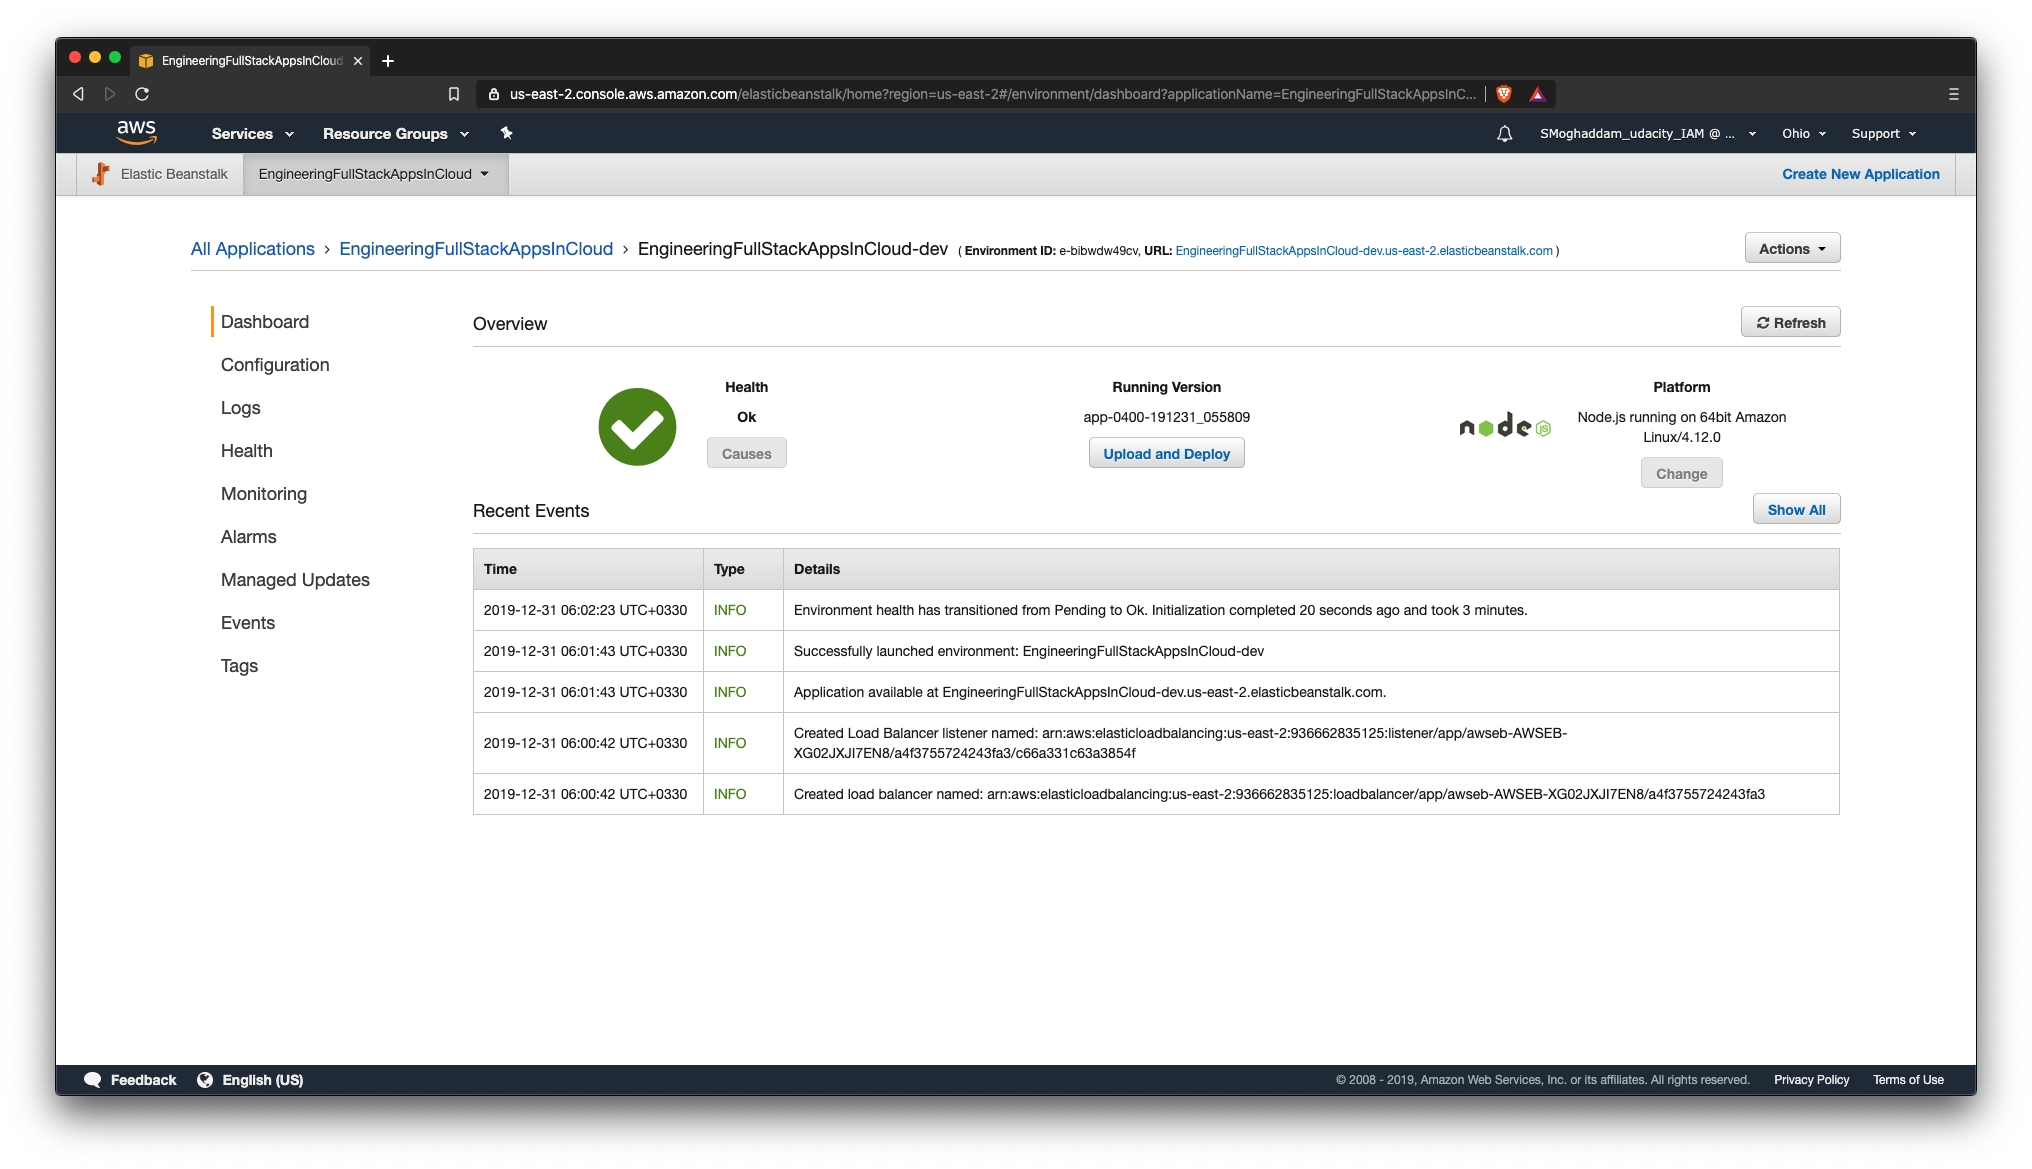 EngineeringFullStackAppsInCloud
us-east-2.console.aws.amazon.com/elasticbeanstalk/home?region=us-east-2#/environment/dashboard?applicationName=EngineeringFullStackAppsInC...
aws Services Resource Groups SMoghaddam_udacity_IAM @ ... Ohio Support
Elastic Beanstalk EngineeringFullStackAppsInCloud Create New Application
All Applications › EngineeringFullStackAppsInCloud › EngineeringFullStackAppsInCloud-dev ( Environment ID: e-bibwdw49cv, URL: EngineeringFullStackAppsInCloud-dev.us-east-2.elasticbeanstalk.com ) Actions
Dashboard
Configuration
Logs
Health
Monitoring
Alarms
Managed Updates
Events
Tags
Overview Refresh
Health
Ok
Causes
Running Version
app-0400-191231_055809
Upload and Deploy
node JS
Platform
Node.js running on 64bit Amazon
Linux/4.12.0
Change
Recent Events Show All
Time Type Details
2019-12-31 06:02:23 UTC+0330 INFO Environment health has transitioned from Pending to Ok. Initialization completed 20 seconds ago and took 3 minutes.
2019-12-31 06:01:43 UTC+0330 INFO Successfully launched environment: EngineeringFullStackAppsInCloud-dev
2019-12-31 06:01:43 UTC+0330 INFO Application available at EngineeringFullStackAppsInCloud-dev.us-east-2.elasticbeanstalk.com.
2019-12-31 06:00:42 UTC+0330 INFO Created Load Balancer listener named: arn:aws:elasticloadbalancing:us-east-2:936662835125:listener/app/awseb-AWSEB-
XG02JXJI7EN8/a4f3755724243fa3/c66a331c63a3854f
2019-12-31 06:00:42 UTC+0330 INFO Created load balancer named: arn:aws:elasticloadbalancing:us-east-2:936662835125:loadbalancer/app/awseb-AWSEB-XG02JXJI7EN8/a4f3755724243fa3
Feedback English (US) © 2008 - 2019, Amazon Web Services, Inc. or its affiliates. All rights reserved. Privacy Policy Terms of Use